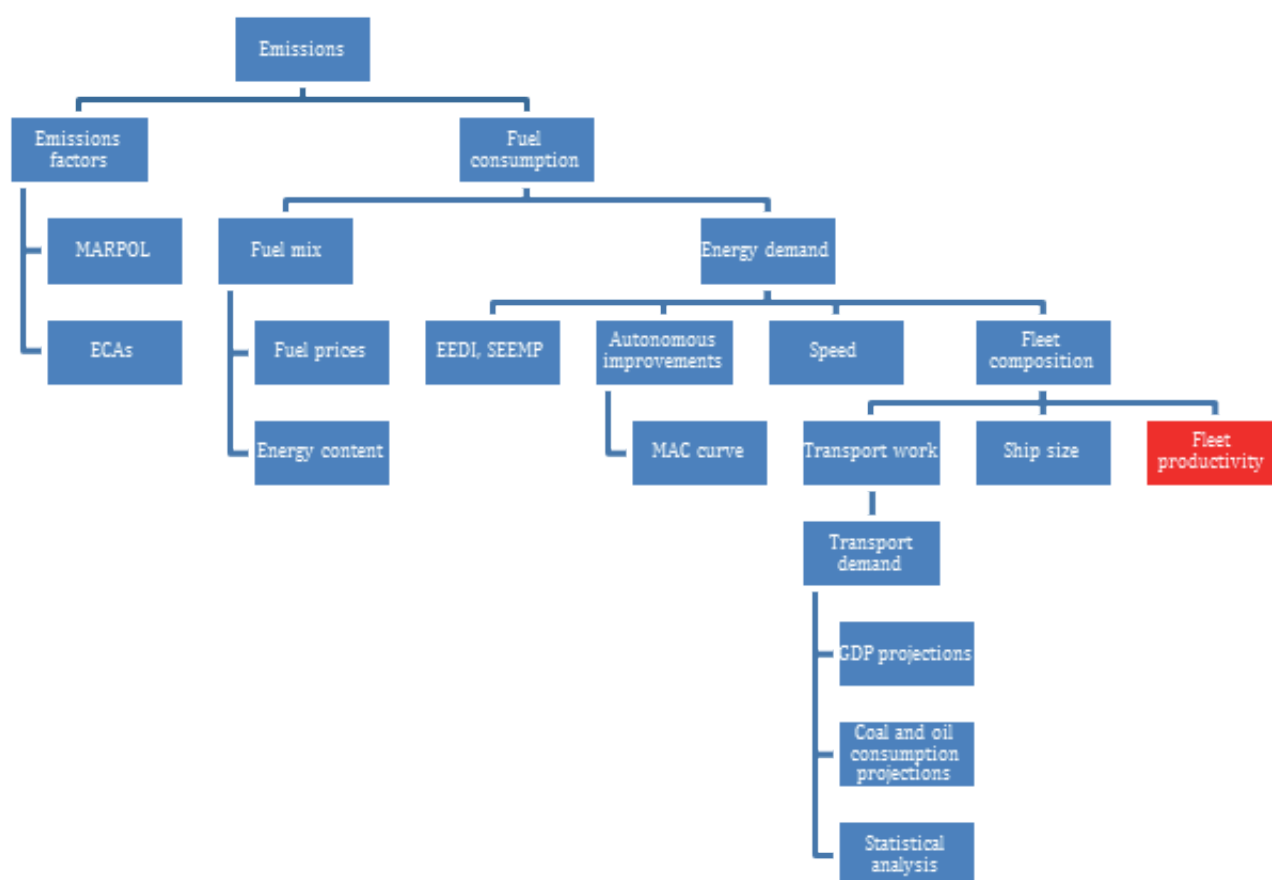 Emissions
Emissions
factors
Fuel
consumption
MARPOL
Fuel mix
Energy demand
ECAs
Fuel prices
EEDI, SEEMP
Autonomous
improvements
Speed
Fleet
composition
Energy content
MAC curve
Transport work
Ship size
Fleet
productivity
Transport
demand
GDP projections
Coal and oil
consumption
projections
Statistical
analysis